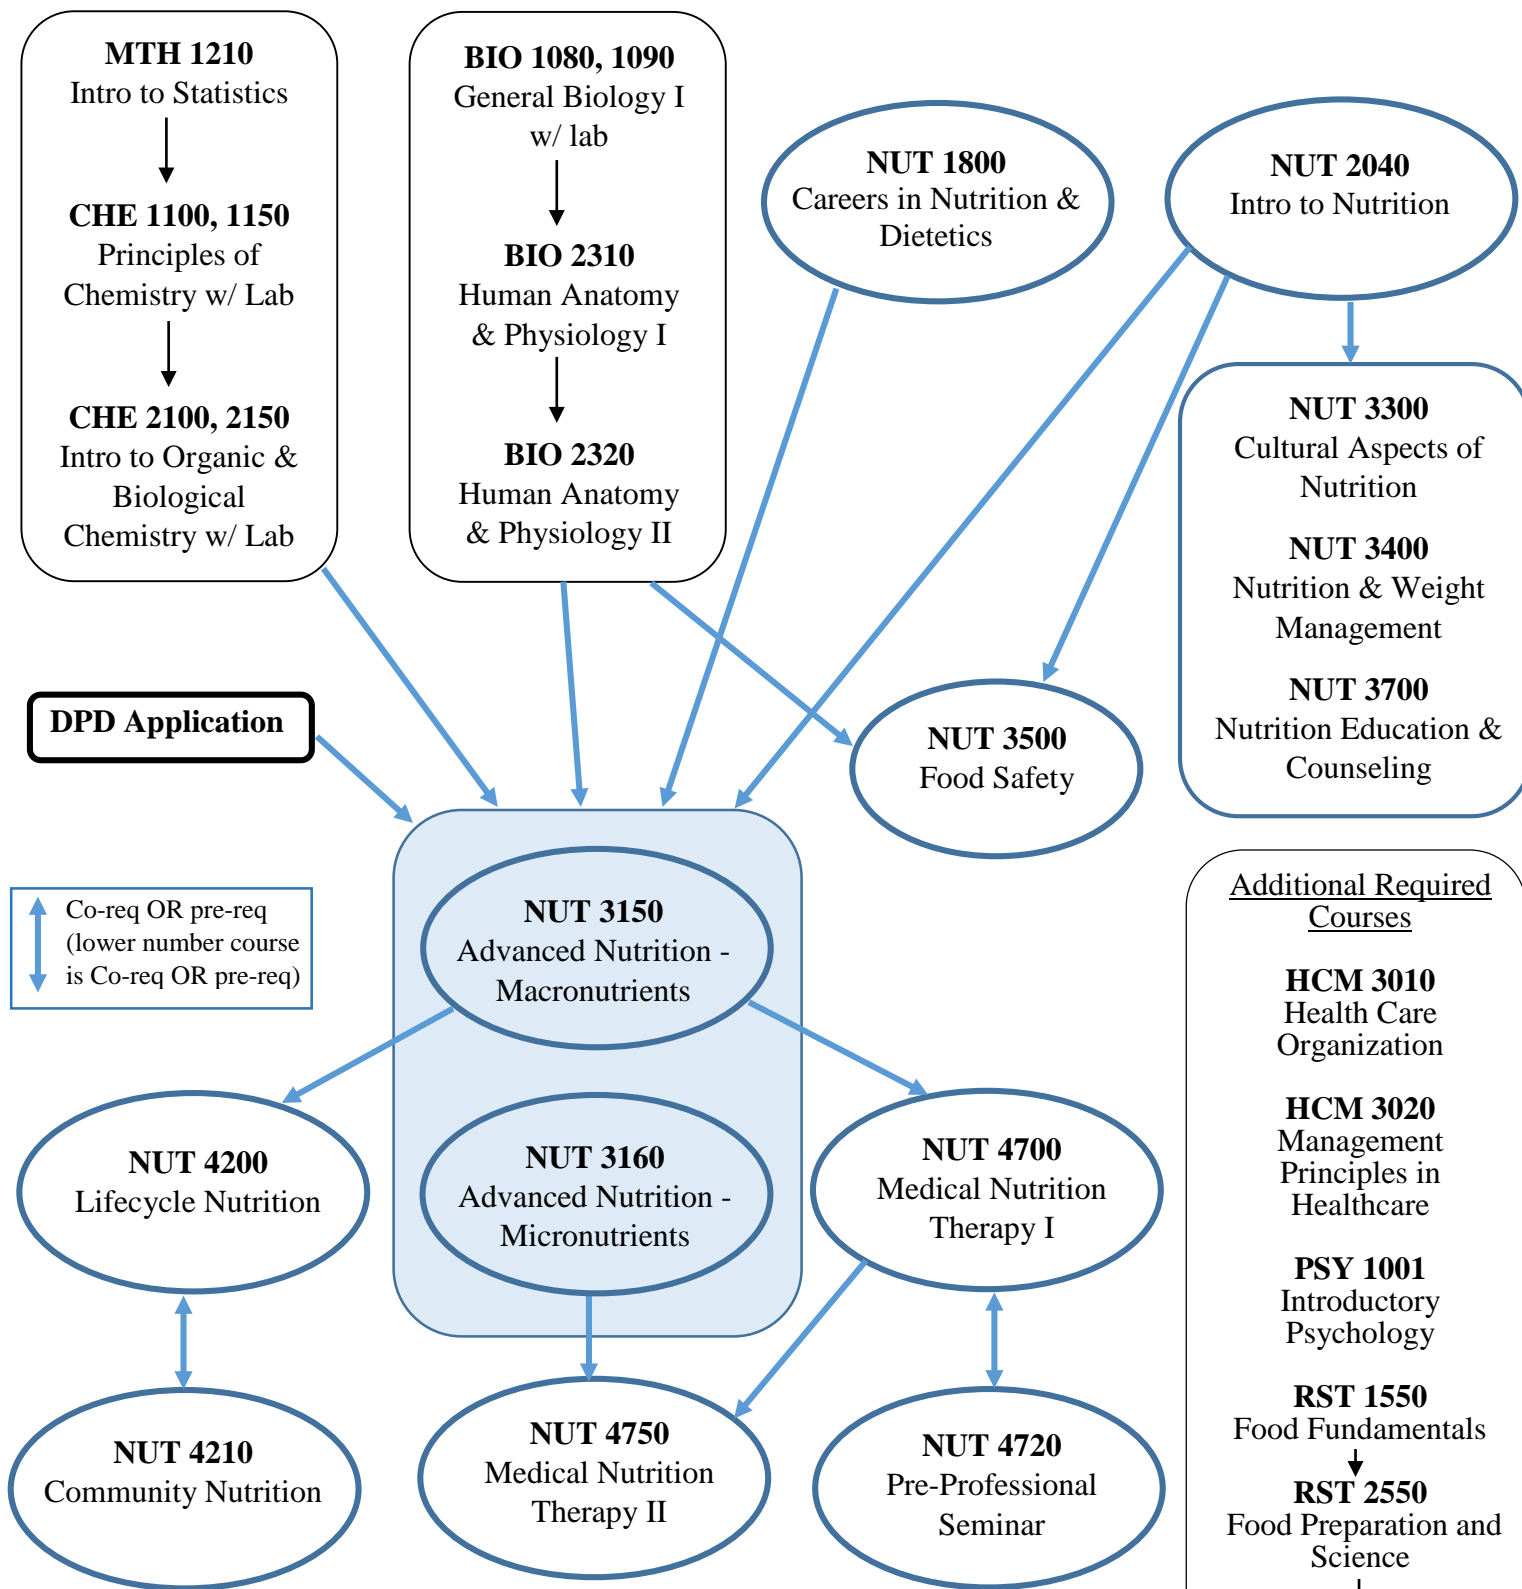 MTH 1210
Intro to Statistics
CHE 1100, 1150
Principles of
Chemistry w/ Lab
CHE 2100, 2150
Intro to Organic &
Biological
Chemistry w/ Lab
BIO 1080, 1090
General Biology I
w/ lab
BIO 2310
Human Anatomy
& Physiology I
BIO 2320
Human Anatomy
& Physiology II
NUT 1800
Careers in Nutrition &
Dietetics
NUT 2040
Intro to Nutrition
NUT 3300
Cultural Aspects of
Nutrition
NUT 3400
Nutrition & Weight
Management
NUT 3700
Nutrition Education &
Counseling
DPD Application
NUT 3500
Food Safety
Co-req OR pre-req
(lower number course
is Co-req OR pre-req)
NUT 3150
Advanced Nutrition -
Macronutrients
NUT 3160
Advanced Nutrition -
Micronutrients
NUT 4200
Lifecycle Nutrition
NUT 4700
Medical Nutrition
Therapy I
NUT 4210
Community Nutrition
NUT 4750
Medical Nutrition
Therapy II
NUT 4720
Pre-Professional
Seminar
Additional Required
Courses
HCM 3010
Health Care
Organization
HCM 3020
Management
Principles in
Healthcare
PSY 1001
Introductory
Psychology
RST 1550
Food Fundamentals
RST 2550
Food Preparation and
Science